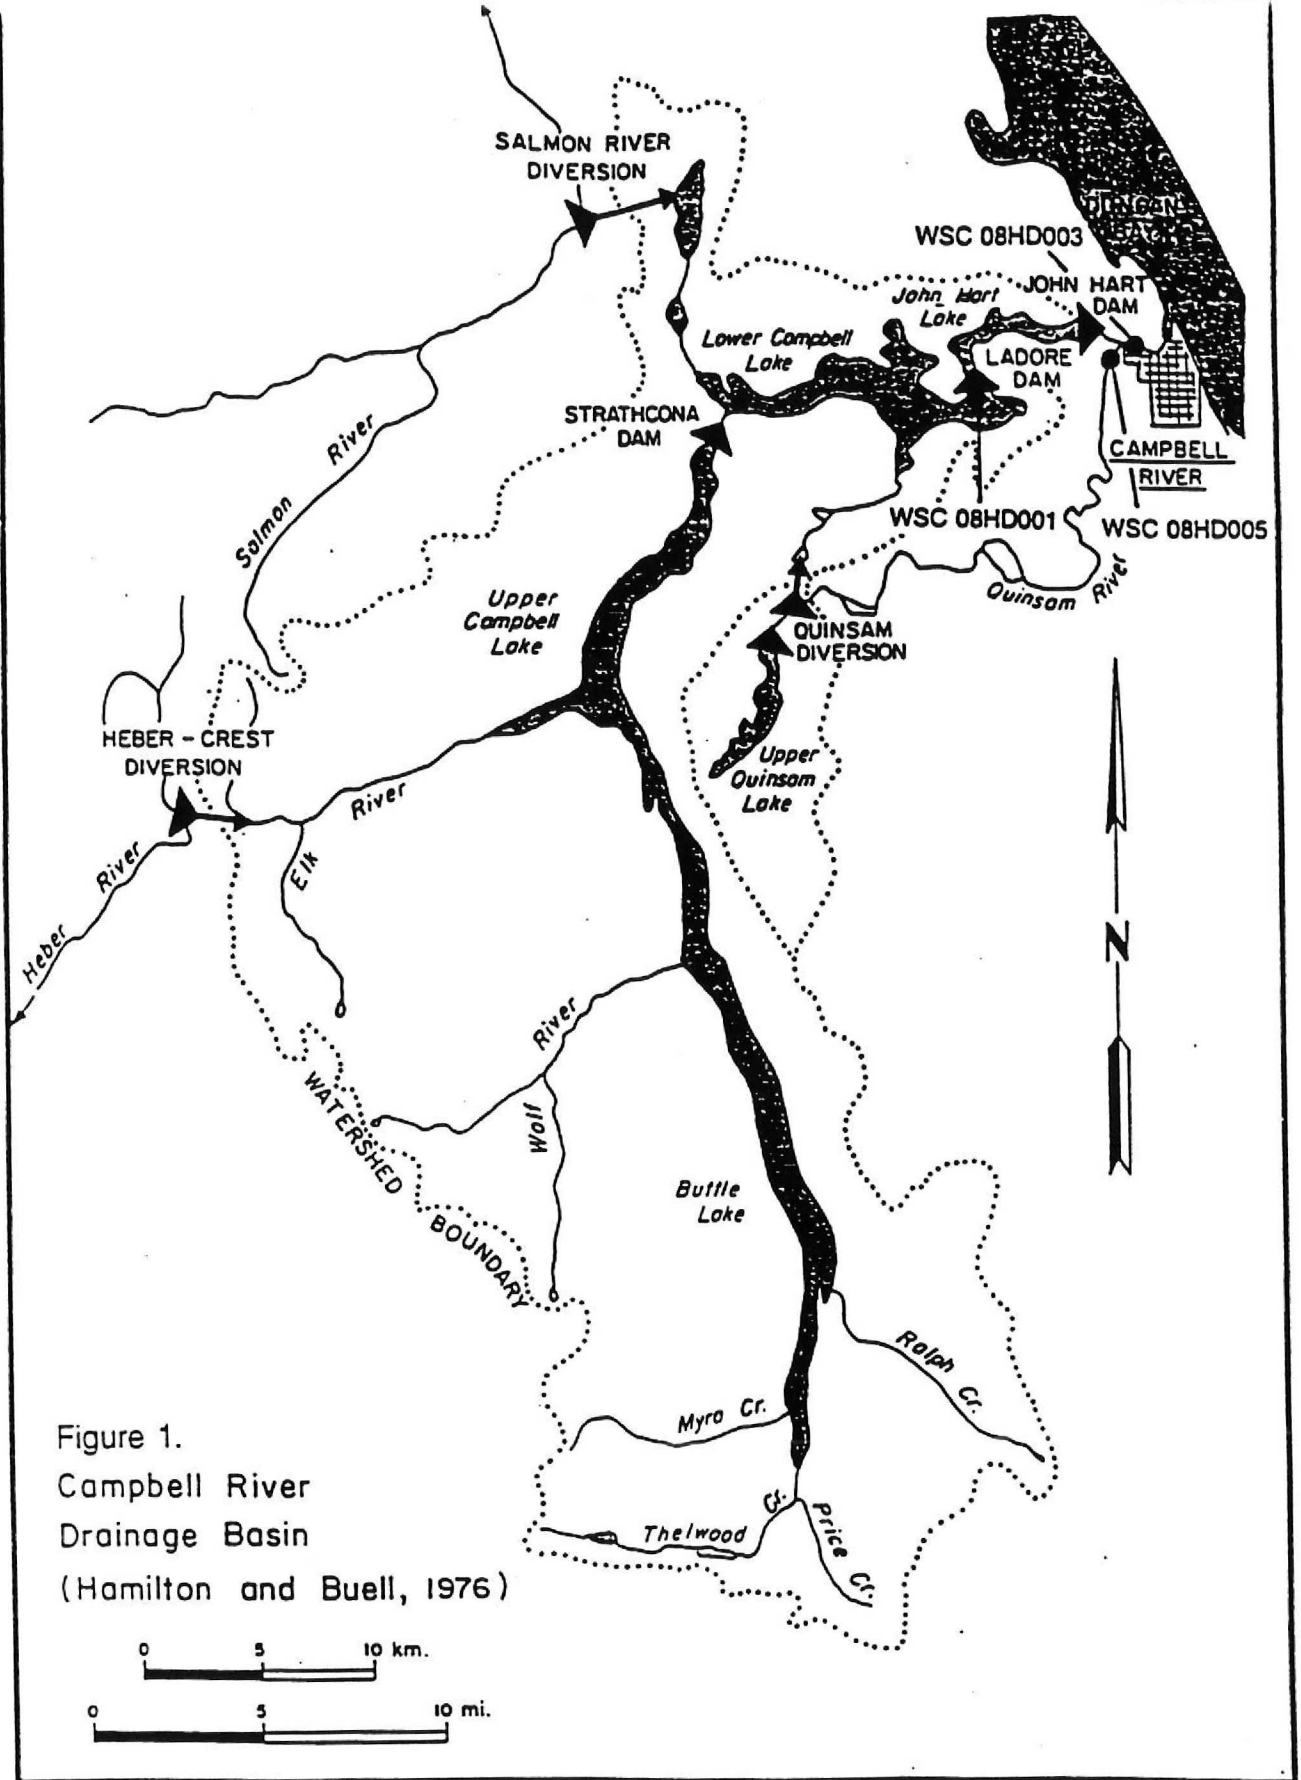 SALMON RIVER
DIVERSION
DUNCAN
BAY
WSC 08HD003
JOHN HART
DAM
John Hart
Lake
Lower Campbell
Lake
LADORE
DAM
STRATHCONA
DAM
CAMPBELL
RIVER
WSC 08HD001
WSC 08HD005
Salmon River
Quinsam River
Upper
Campbell
Lake
QUINSAM
DIVERSION
HEBER - CREST
DIVERSION
Upper
Quinsam
Lake
Elk River
Heber River
N
Wolf River
WATERSHED BOUNDARY
Buttle
Lake
Ralph Cr.
Myra Cr.
Thelwood Cr.
Price Cr.
Figure 1.
Campbell River
Drainage Basin
(Hamilton and Buell, 1976)
0 5 10 km.
0 5 10 mi.